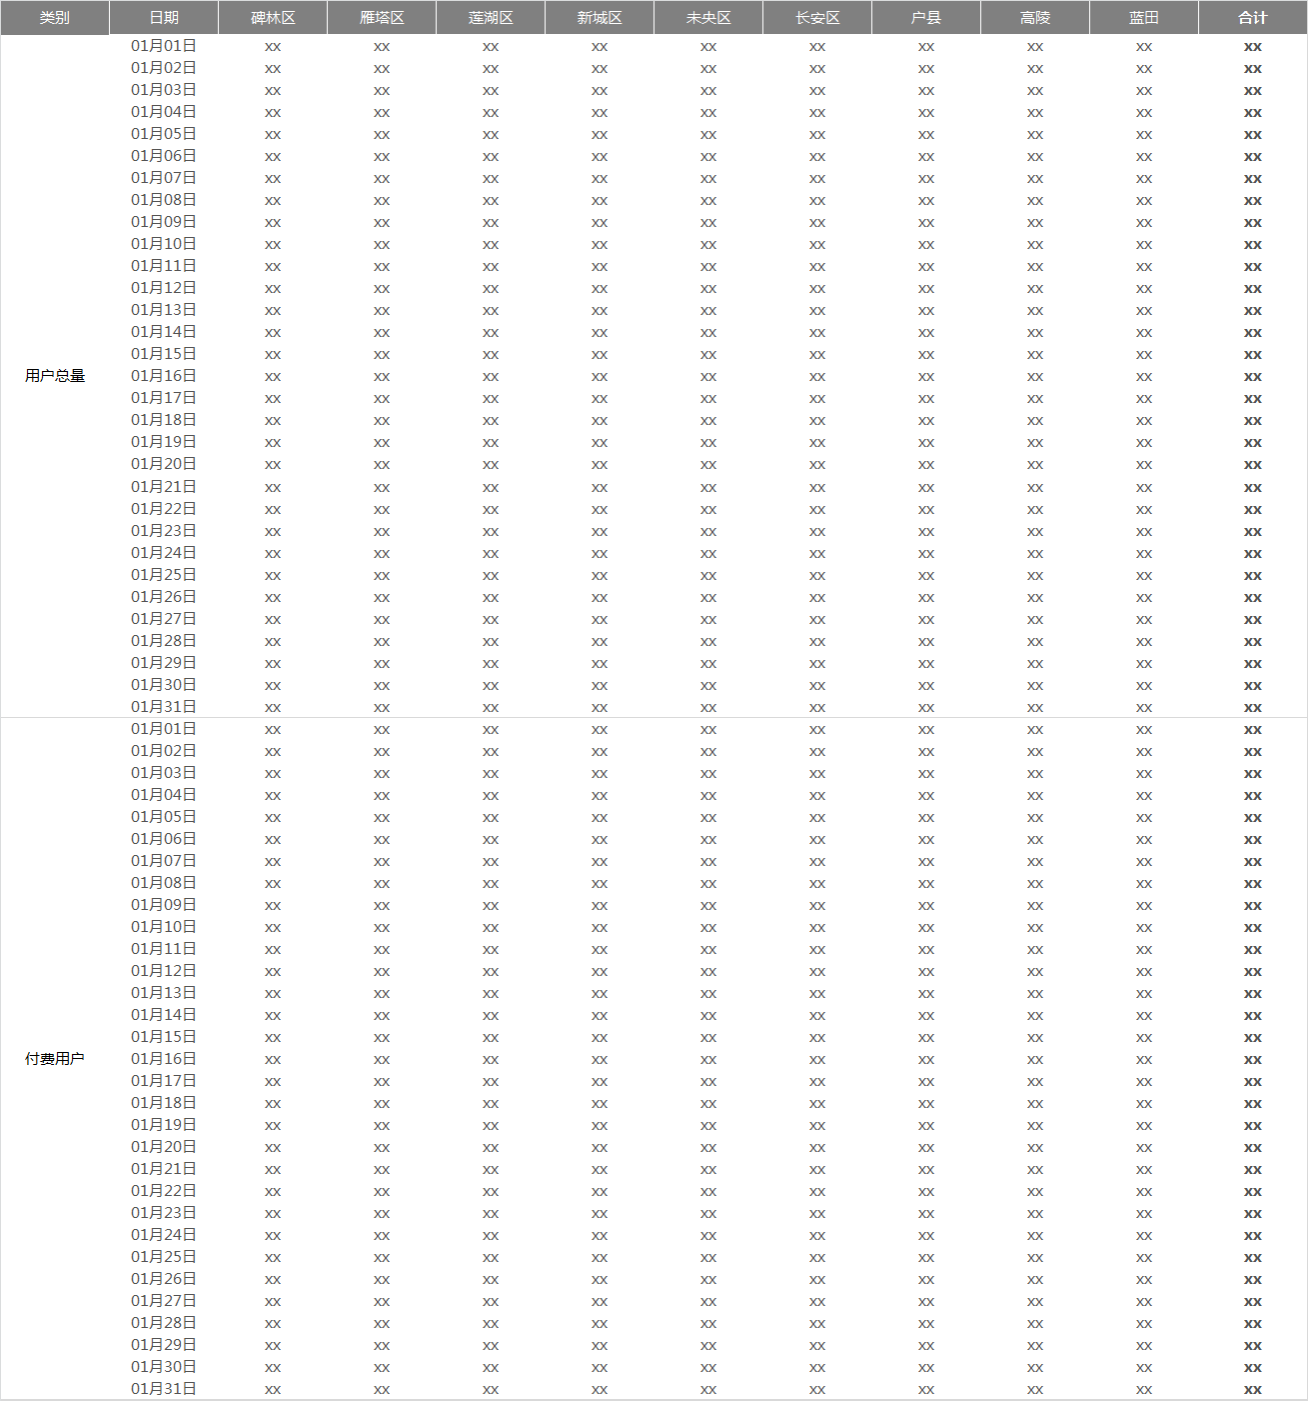 类别 日期 碑林区 雁塔区 莲湖区 新城区 未央区 长安区 户县 高陵 蓝田 合计
01月01日 xx xx xx xx xx xx xx xx xx xx
01月02日 xx xx xx xx xx xx xx xx xx xx
01月03日 xx xx xx xx xx xx xx xx xx xx
01月04日 xx xx xx xx xx xx xx xx xx xx
01月05日 xx xx xx xx xx xx xx xx xx xx
01月06日 xx xx xx xx xx xx xx xx xx xx
01月07日 xx xx xx xx xx xx xx xx xx xx
01月08日 xx xx xx xx xx xx xx xx xx xx
01月09日 xx xx xx xx xx xx xx xx xx xx
01月10日 xx xx xx xx xx xx xx xx xx xx
01月11日 xx xx xx xx xx xx xx xx xx xx
01月12日 xx xx xx xx xx xx xx xx xx xx
01月13日 xx xx xx xx xx xx xx xx xx xx
01月14日 xx xx xx xx xx xx xx xx xx xx
01月15日 xx xx xx xx xx xx xx xx xx xx
用户总量 01月16日 xx xx xx xx xx xx xx xx xx xx
01月17日 xx xx xx xx xx xx xx xx xx xx
01月18日 xx xx xx xx xx xx xx xx xx xx
01月19日 xx xx xx xx xx xx xx xx xx xx
01月20日 xx xx xx xx xx xx xx xx xx xx
01月21日 xx xx xx xx xx xx xx xx xx xx
01月22日 xx xx xx xx xx xx xx xx xx xx
01月23日 xx xx xx xx xx xx xx xx xx xx
01月24日 xx xx xx xx xx xx xx xx xx xx
01月25日 xx xx xx xx xx xx xx xx xx xx
01月26日 xx xx xx xx xx xx xx xx xx xx
01月27日 xx xx xx xx xx xx xx xx xx xx
01月28日 xx xx xx xx xx xx xx xx xx xx
01月29日 xx xx xx xx xx xx xx xx xx xx
01月30日 xx xx xx xx xx xx xx xx xx xx
01月31日 xx xx xx xx xx xx xx xx xx xx
01月01日 xx xx xx xx xx xx xx xx xx xx
01月02日 xx xx xx xx xx xx xx xx xx xx
01月03日 xx xx xx xx xx xx xx xx xx xx
01月04日 xx xx xx xx xx xx xx xx xx xx
01月05日 xx xx xx xx xx xx xx xx xx xx
01月06日 xx xx xx xx xx xx xx xx xx xx
01月07日 xx xx xx xx xx xx xx xx xx xx
01月08日 xx xx xx xx xx xx xx xx xx xx
01月09日 xx xx xx xx xx xx xx xx xx xx
01月10日 xx xx xx xx xx xx xx xx xx xx
01月11日 xx xx xx xx xx xx xx xx xx xx
01月12日 xx xx xx xx xx xx xx xx xx xx
01月13日 xx xx xx xx xx xx xx xx xx xx
01月14日 xx xx xx xx xx xx xx xx xx xx
01月15日 xx xx xx xx xx xx xx xx xx xx
付费用户 01月16日 xx xx xx xx xx xx xx xx xx xx
01月17日 xx xx xx xx xx xx xx xx xx xx
01月18日 xx xx xx xx xx xx xx xx xx xx
01月19日 xx xx xx xx xx xx xx xx xx xx
01月20日 xx xx xx xx xx xx xx xx xx xx
01月21日 xx xx xx xx xx xx xx xx xx xx
01月22日 xx xx xx xx xx xx xx xx xx xx
01月23日 xx xx xx xx xx xx xx xx xx xx
01月24日 xx xx xx xx xx xx xx xx xx xx
01月25日 xx xx xx xx xx xx xx xx xx xx
01月26日 xx xx xx xx xx xx xx xx xx xx
01月27日 xx xx xx xx xx xx xx xx xx xx
01月28日 xx xx xx xx xx xx xx xx xx xx
01月29日 xx xx xx xx xx xx xx xx xx xx
01月30日 xx xx xx xx xx xx xx xx xx xx
01月31日 xx xx xx xx xx xx xx xx xx xx